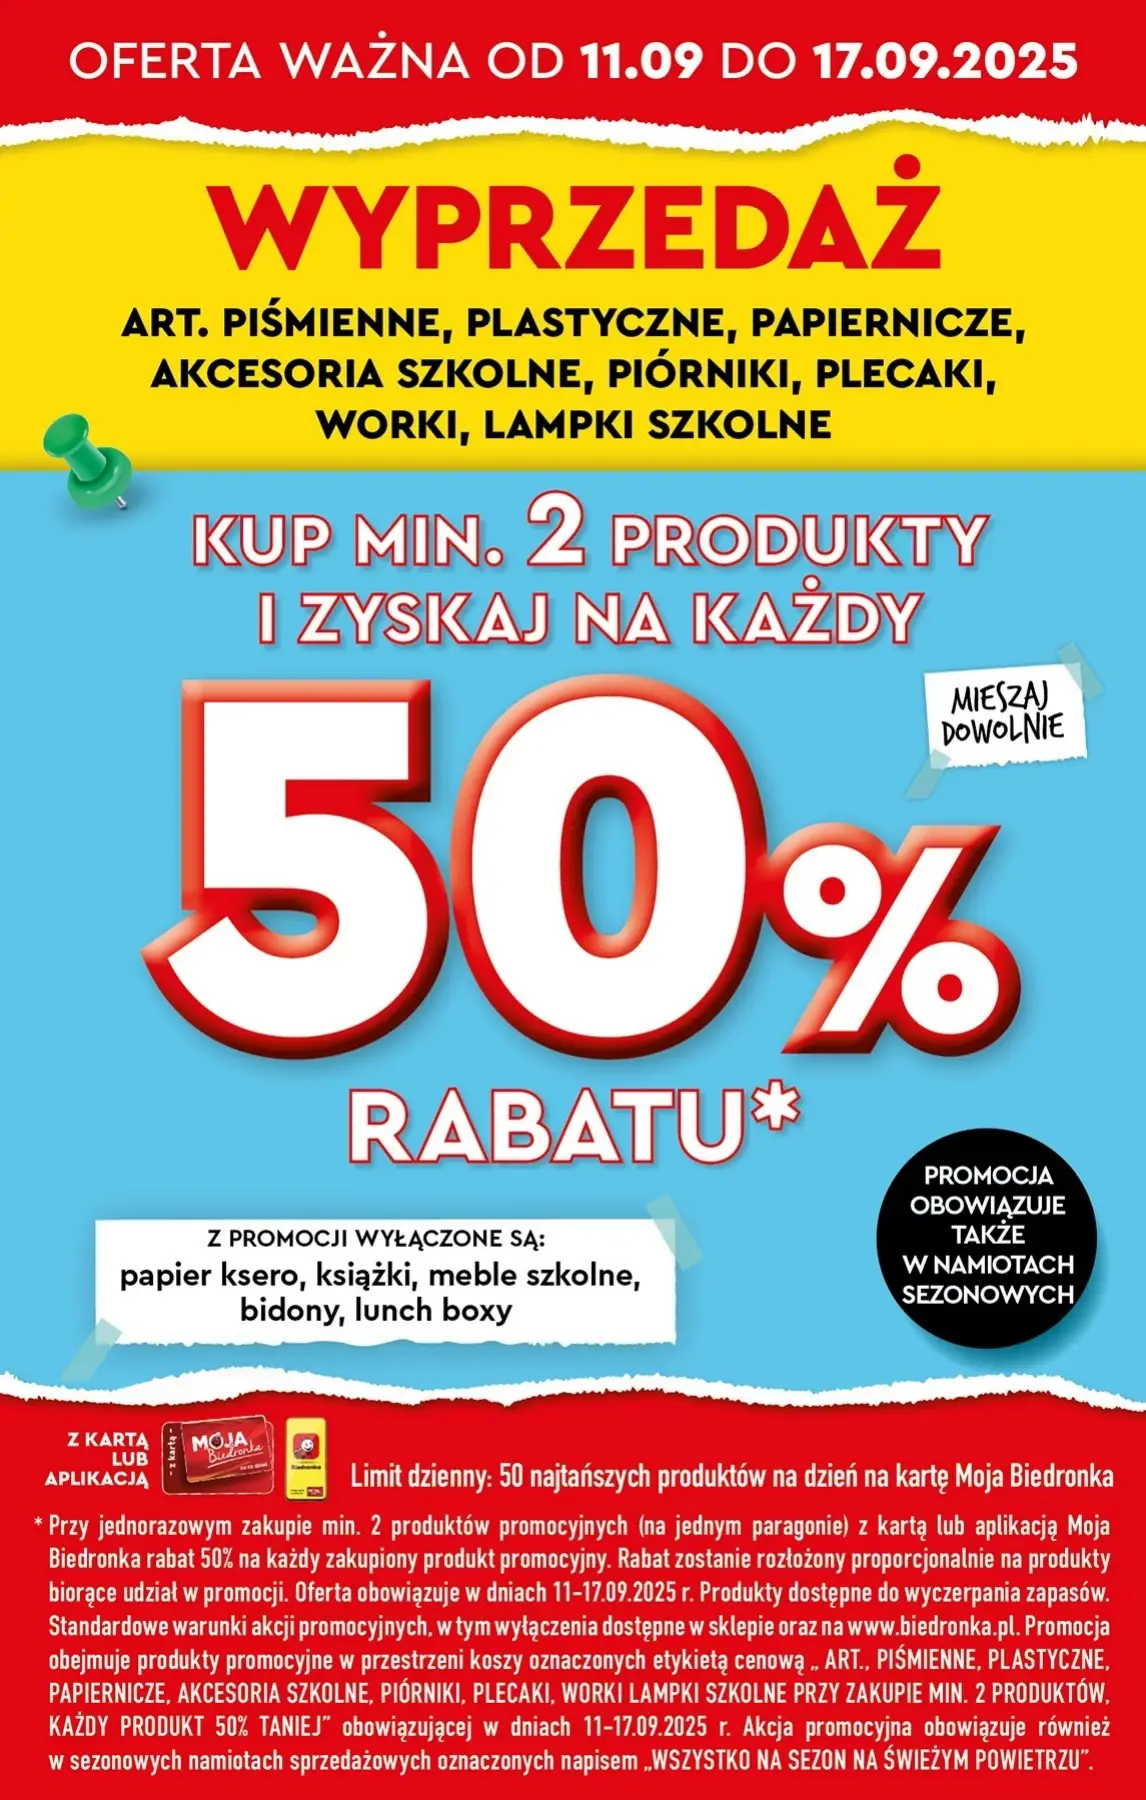 OFERTA WAŻNA OD 11.09 DO 17.09.2025
WYPRZEDAŻ
ART. PIŚMIENNE, PLASTYCZNE, PAPIERNICZE,
AKCESORIA SZKOLNE, PIÓRNIKI, PLECAKI,
WORKI, LAMPKI SZKOLNE
KUP MIN. 2 PRODUKTY
I ZYSKAJ NA KAŻDY
MIESZAJ
DOWOLNIE
50%
RABATU*
PROMOCJA
OBOWIĄZUJE
TAKŻE
W NAMIOTACH
SEZONOWYCH
Z PROMOCJI WYŁĄCZONE SĄ:
papier ksero, książki, meble szkolne,
bidony, lunch boxy
Z KARTĄ
LUB
APLIKACJĄ
- z kartą -
MOJA
Biedronka
Biedronka
Limit dzienny: 50 najtańszych produktów na dzień na kartę Moja Biedronka
* Przy jednorazowym zakupie min. 2 produktów promocyjnych (na jednym paragonie) z kartą lub aplikacją Moja
Biedronka rabat 50% na każdy zakupiony produkt promocyjny. Rabat zostanie rozłożony proporcjonalnie na produkty
biorące udział w promocji. Oferta obowiązuje w dniach 11-17.09.2025 r. Produkty dostępne do wyczerpania zapasów.
Standardowe warunki akcji promocyjnych, w tym wyłączenia dostępne w sklepie oraz na www.biedronka.pl. Promocja
obejmuje produkty promocyjne w przestrzeni koszy oznaczonych etykietą cenową „ ART., PIŚMIENNE, PLASTYCZNE,
PAPIERNICZE, AKCESORIA SZKOLNE, PIÓRNIKI, PLECAKI, WORKI LAMPKI SZKOLNE PRZY ZAKUPIE MIN. 2 PRODUKTÓW,
KAŻDY PRODUKT 50% TANIEJ" obowiązującej w dniach 11-17.09.2025 r. Akcja promocyjna obowiązuje również
w sezonowych namiotach sprzedażowych oznaczonych napisem „WSZYSTKO NA SEZON NA ŚWIEŻYM POWIETRZU".